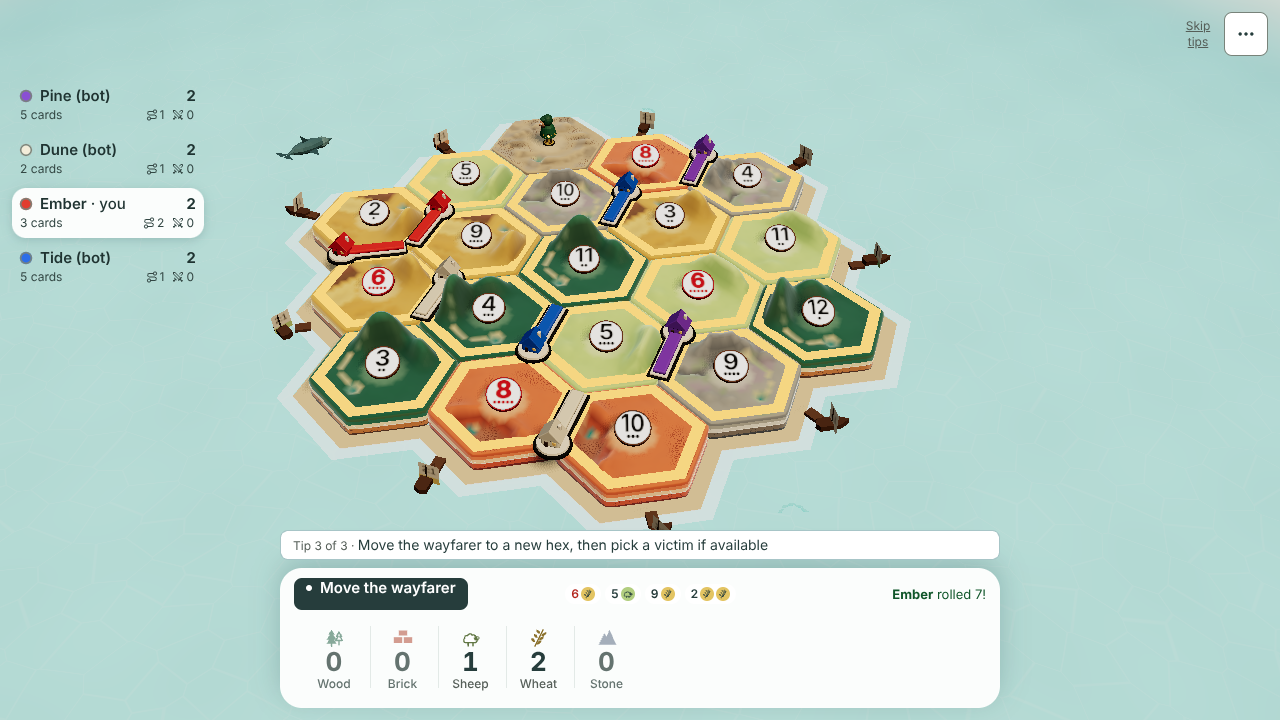 Skip
tips
•••
Pine (bot) 2
5 cards 1 0
Dune (bot) 2
2 cards 1 0
Ember · you 2
3 cards 2 0
Tide (bot) 2
5 cards 1 0
8
5
4
10
2
3
9
11
11
6
6
4
12
5
3
9
8
10
Tip 3 of 3 · Move the wayfarer to a new hex, then pick a victim if available
Move the wayfarer
6 5 9 2
Ember rolled 7!
0 0 1 2 0
Wood Brick Sheep Wheat Stone